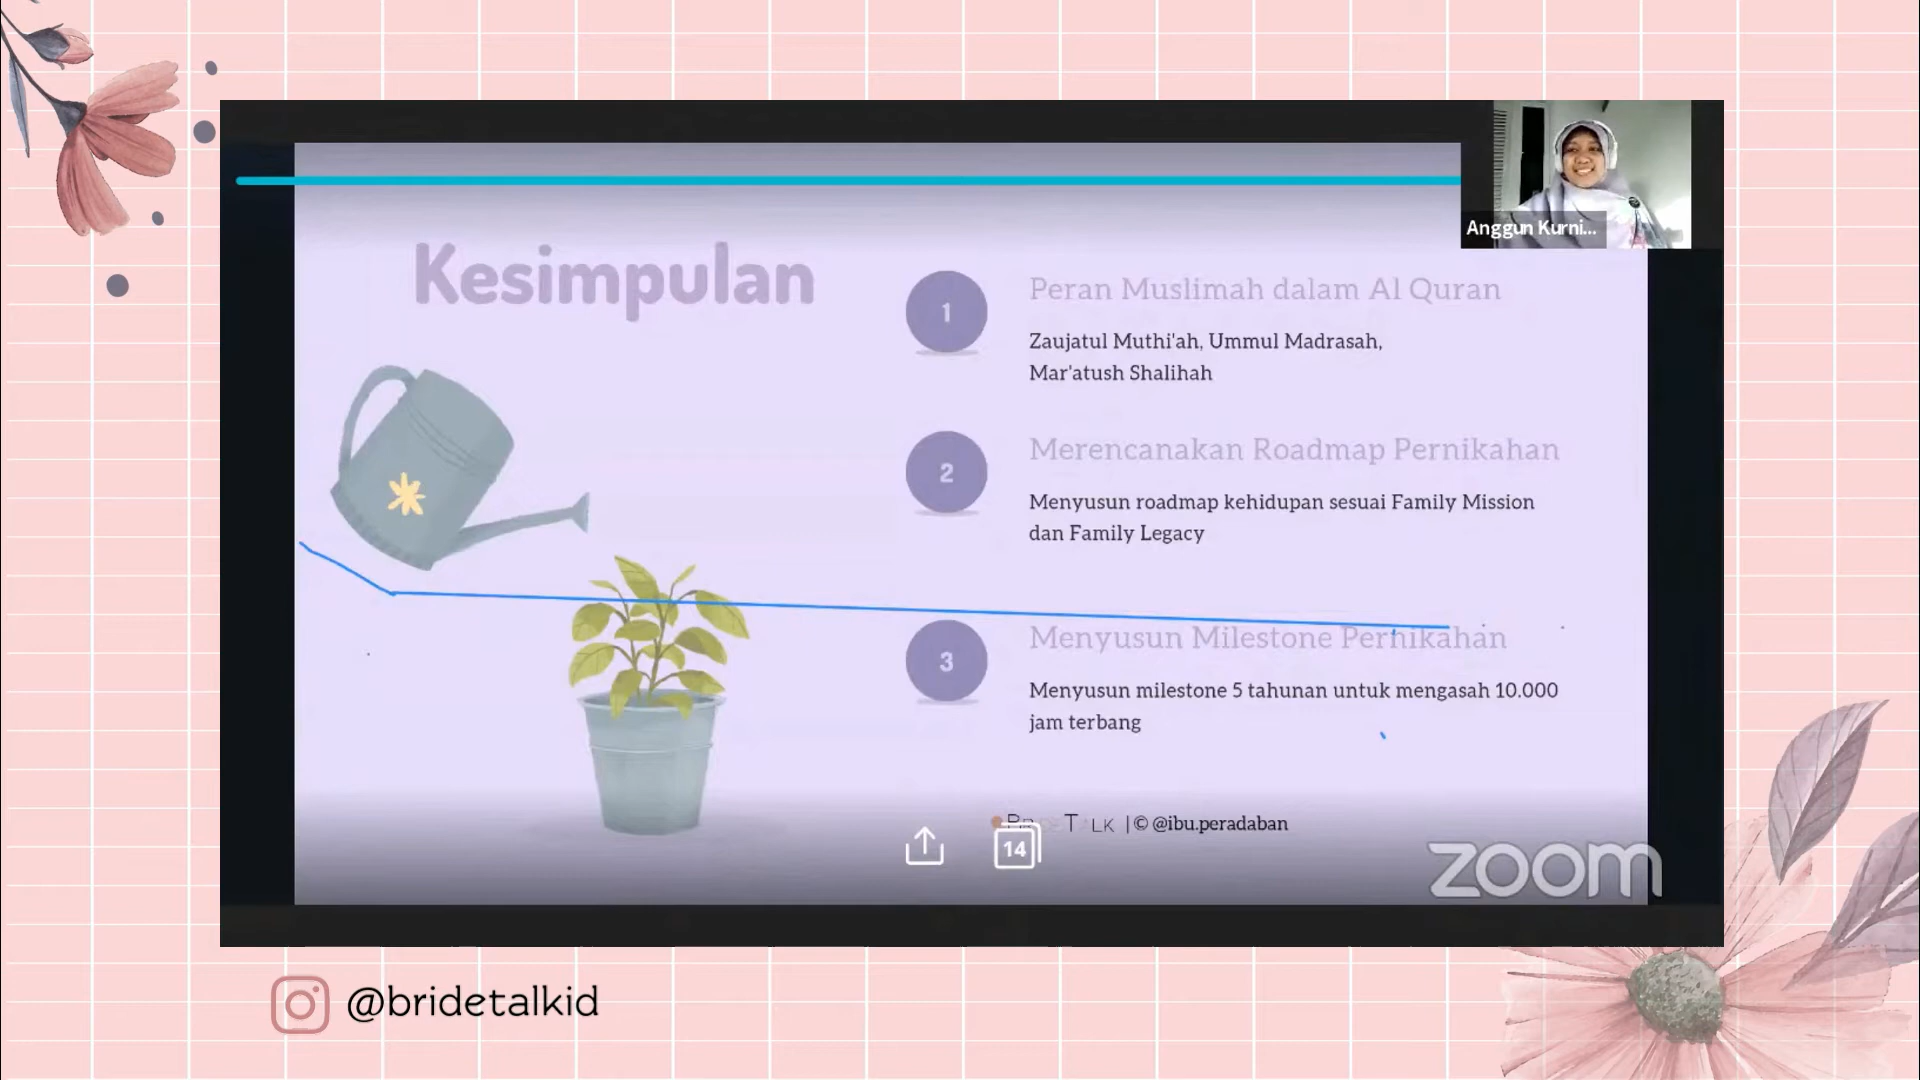 Anggun Kurni...
Kesimpulan
1
Peran Muslimah dalam Al Quran
Zaujatul Muthi'ah, Ummul Madrasah,
Mar'atush Shalihah
2
Merencanakan Roadmap Pernikahan
Menyusun roadmap kehidupan sesuai Family Mission
dan Family Legacy
3
Menyusun Milestone Pernikahan
Menyusun milestone 5 tahunan untuk mengasah 10.000
jam terbang
TALK |© @ibu.peradaban
14
zoom
@bridetalkid